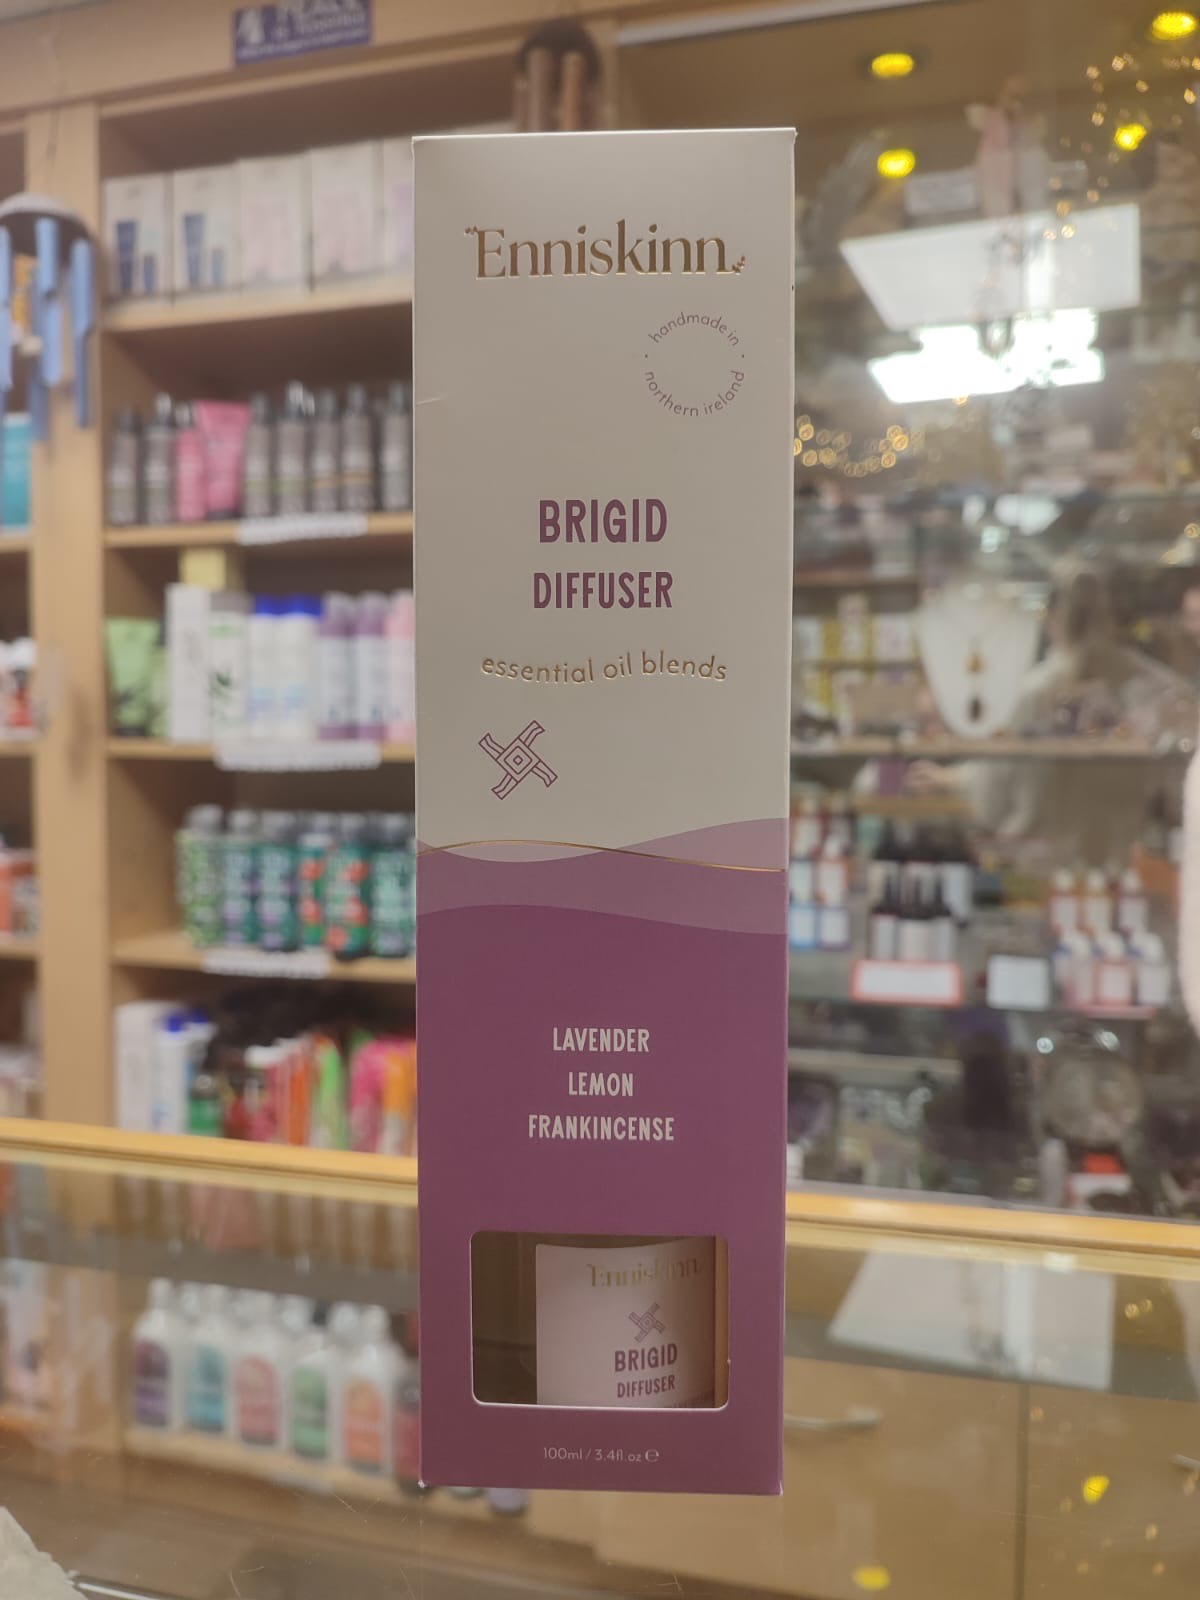 Enniskinn
handmade in
northern ireland
BRIGID
DIFFUSER
essential oil blends
LAVENDER
LEMON
FRANKINCENSE
Enniskinn
BRIGID
DIFFUSER
100ml / 3.4fl.oz ℮